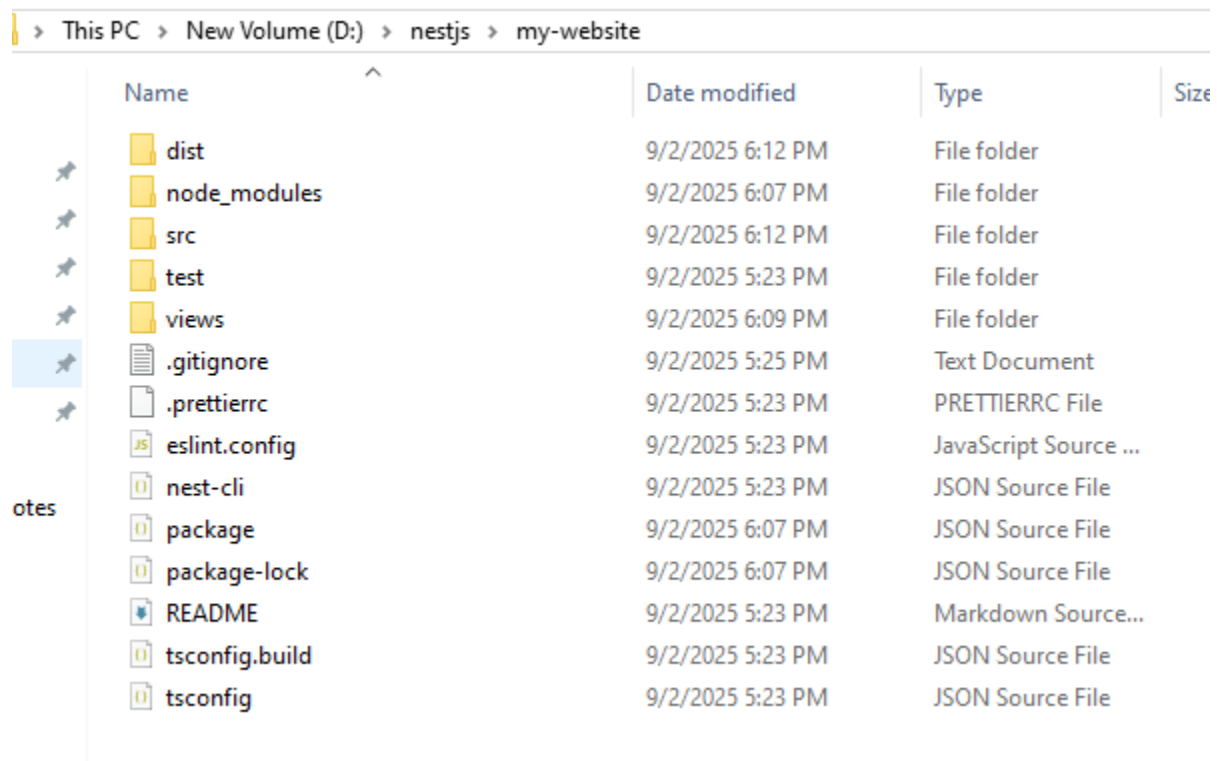 › This PC › New Volume (D:) › nestjs › my-website
Name Date modified Type Size
dist 9/2/2025 6:12 PM File folder
node_modules 9/2/2025 6:07 PM File folder
src 9/2/2025 6:12 PM File folder
test 9/2/2025 5:23 PM File folder
views 9/2/2025 6:09 PM File folder
.gitignore 9/2/2025 5:25 PM Text Document
.prettierrc 9/2/2025 5:23 PM PRETTIERRC File
JS eslint.config 9/2/2025 5:23 PM JavaScript Source ...
otes nest-cli 9/2/2025 5:23 PM JSON Source File
package 9/2/2025 6:07 PM JSON Source File
package-lock 9/2/2025 6:07 PM JSON Source File
README 9/2/2025 5:23 PM Markdown Source...
tsconfig.build 9/2/2025 5:23 PM JSON Source File
tsconfig 9/2/2025 5:23 PM JSON Source File